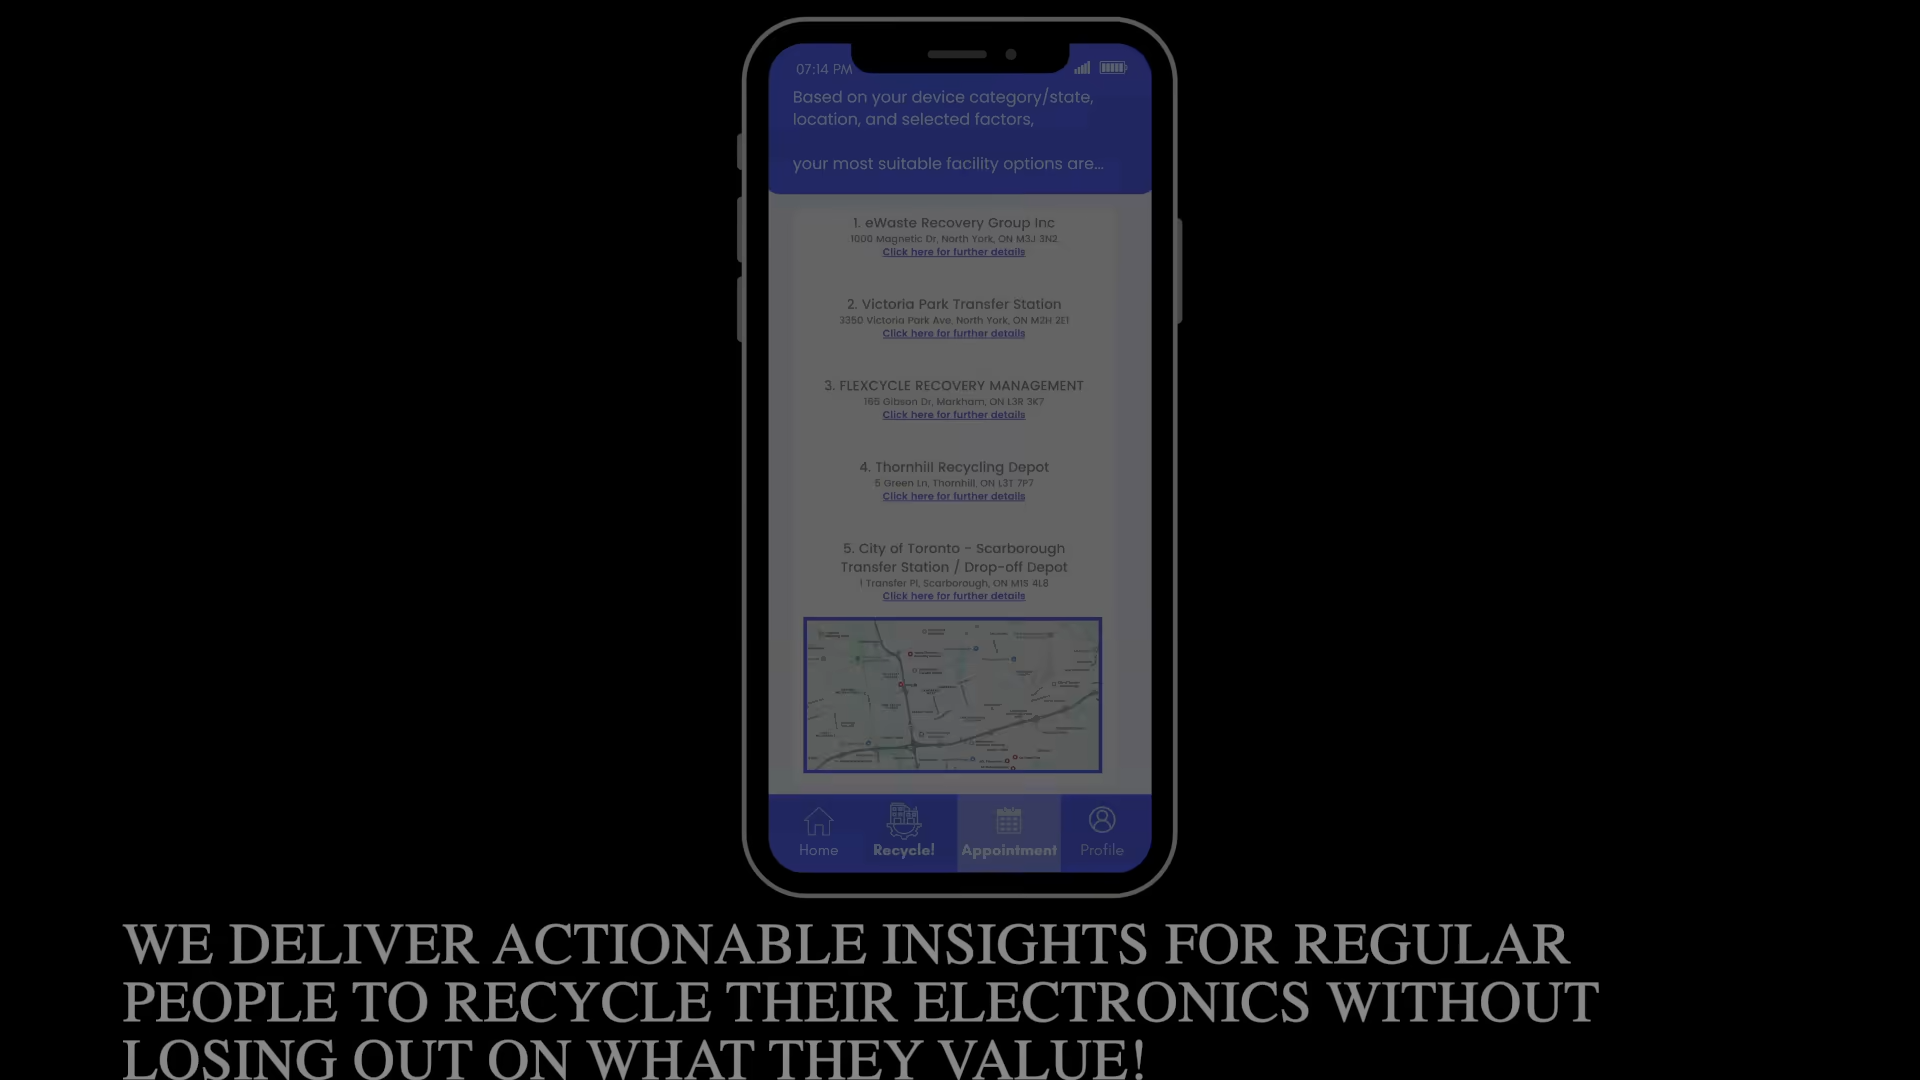 07:14 PM
Based on your device category/state,
location, and selected factors,
your most suitable facility options are...
1. eWaste Recovery Group Inc
1000 Magnetic Dr, North York, ON M3J 3N2
Click here for further details
2. Victoria Park Transfer Station
3350 Victoria Park Ave, North York, ON M2H 2E1
Click here for further details
3. FLEXCYCLE RECOVERY MANAGEMENT
165 Gibson Dr, Markham, ON L3R 3K7
Click here for further details
4. Thornhill Recycling Depot
5 Green Ln, Thornhill, ON L3T 7P7
Click here for further details
5. City of Toronto - Scarborough
Transfer Station / Drop-off Depot
1 Transfer Pl, Scarborough, ON M1S 4L8
Click here for further details
Home
Recycle!
Appointment
Profile
WE DELIVER ACTIONABLE INSIGHTS FOR REGULAR
PEOPLE TO RECYCLE THEIR ELECTRONICS WITHOUT
LOSING OUT ON WHAT THEY VALUE!